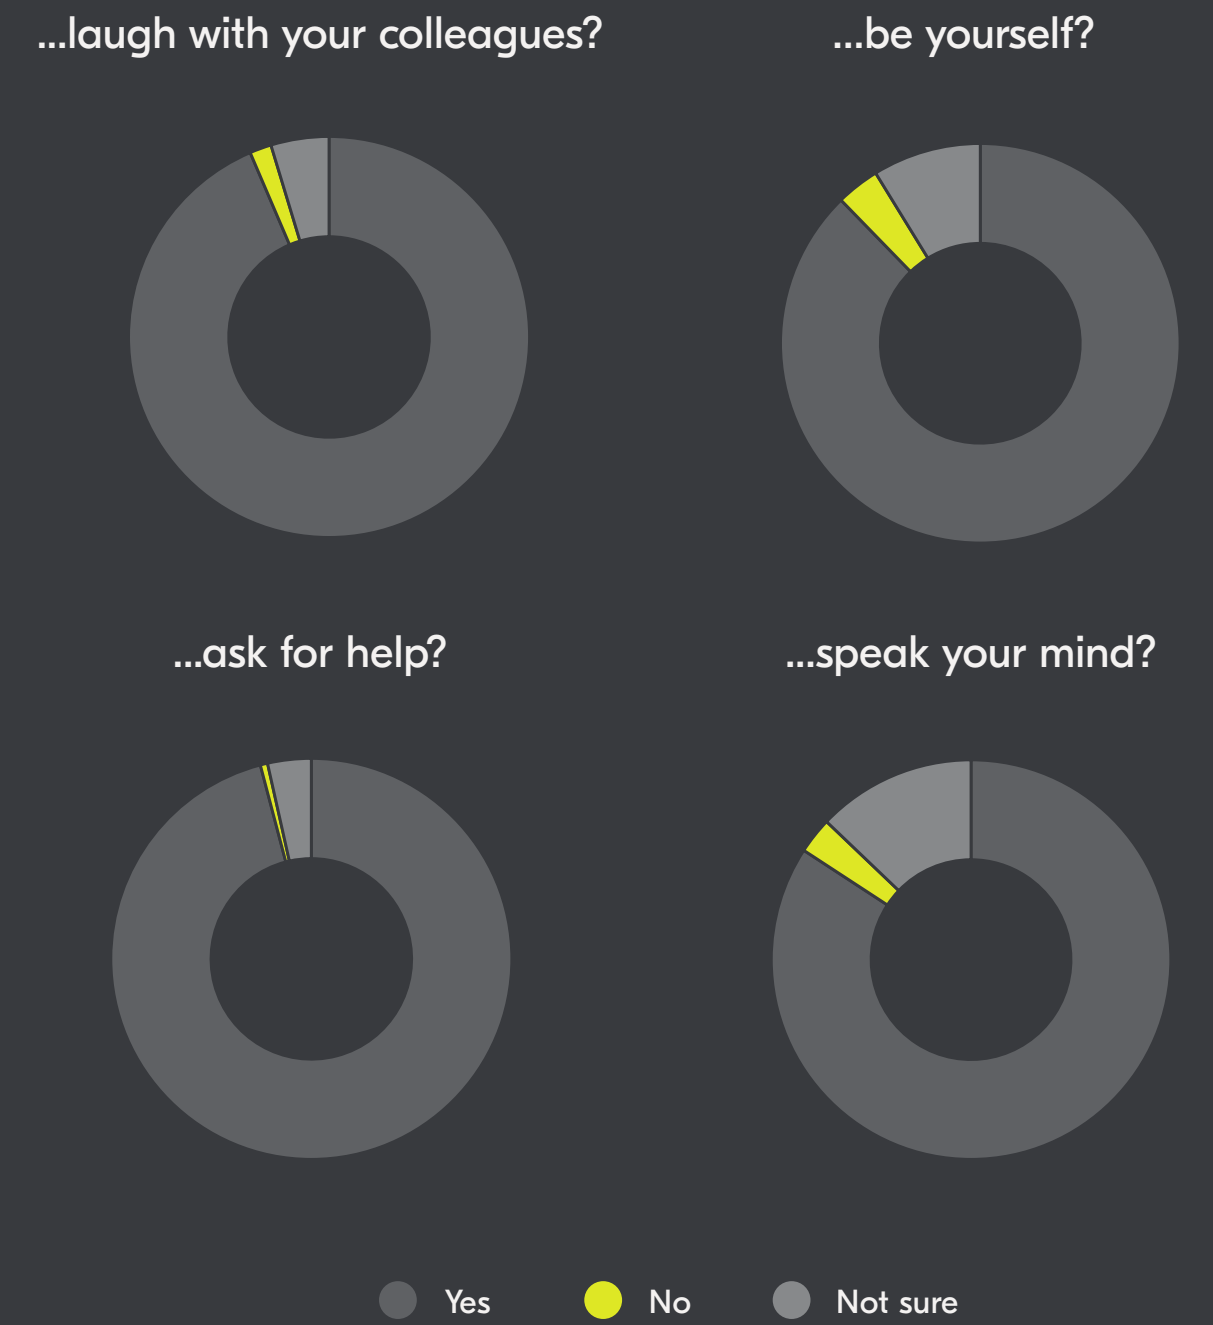 ...laugh with your colleagues?
...be yourself?
...ask for help?
...speak your mind?
Yes
No
Not sure